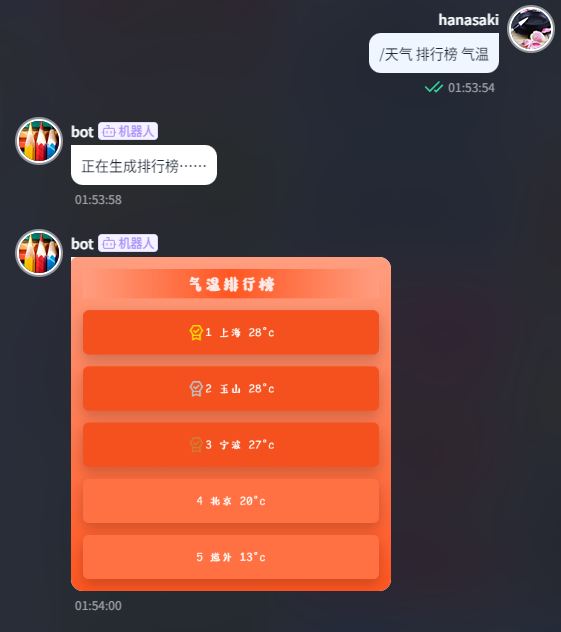 hanasaki
/天气 排行榜 气温
01:53:54
bot 机器人
正在生成排行榜……
01:53:58
bot 机器人
气温排行榜
1 上海 28°c
2 玉山 28°c
3 宁波 27°c
4 北京 20°c
5 13°c
01:54:00